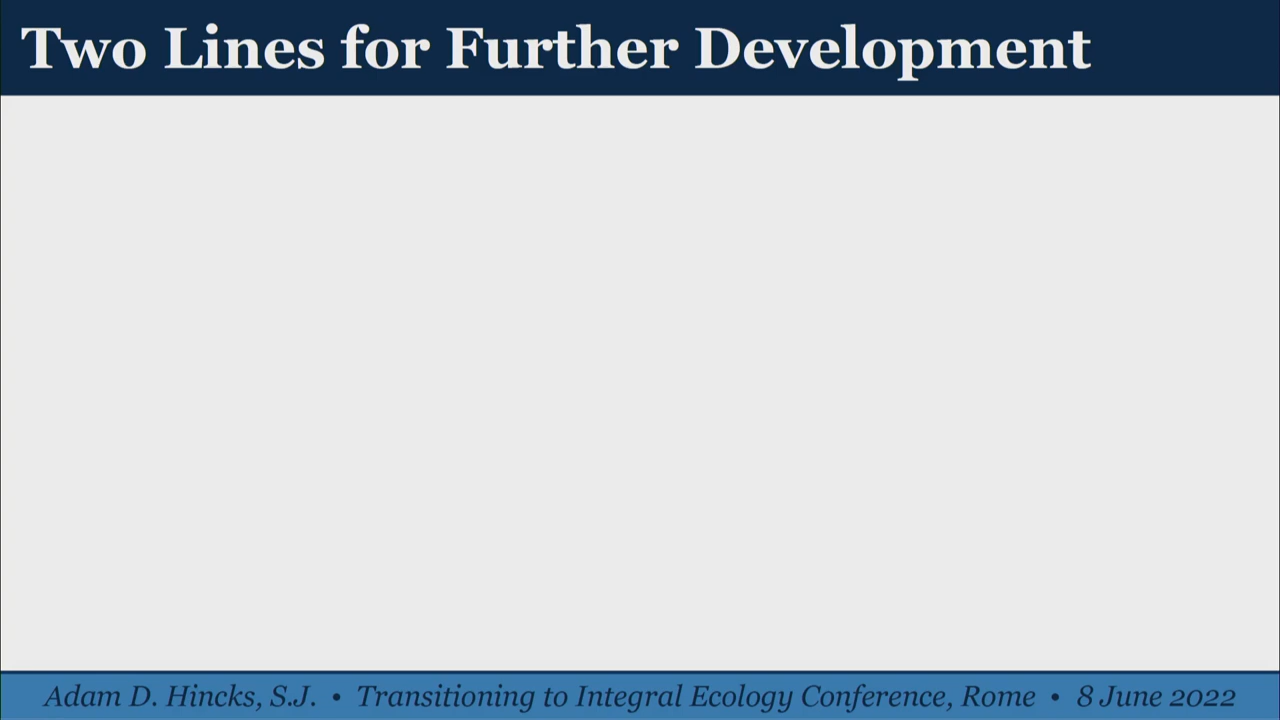 Two Lines for Further Development
Adam D. Hincks, S.J. • Transitioning to Integral Ecology Conference, Rome • 8 June 2022